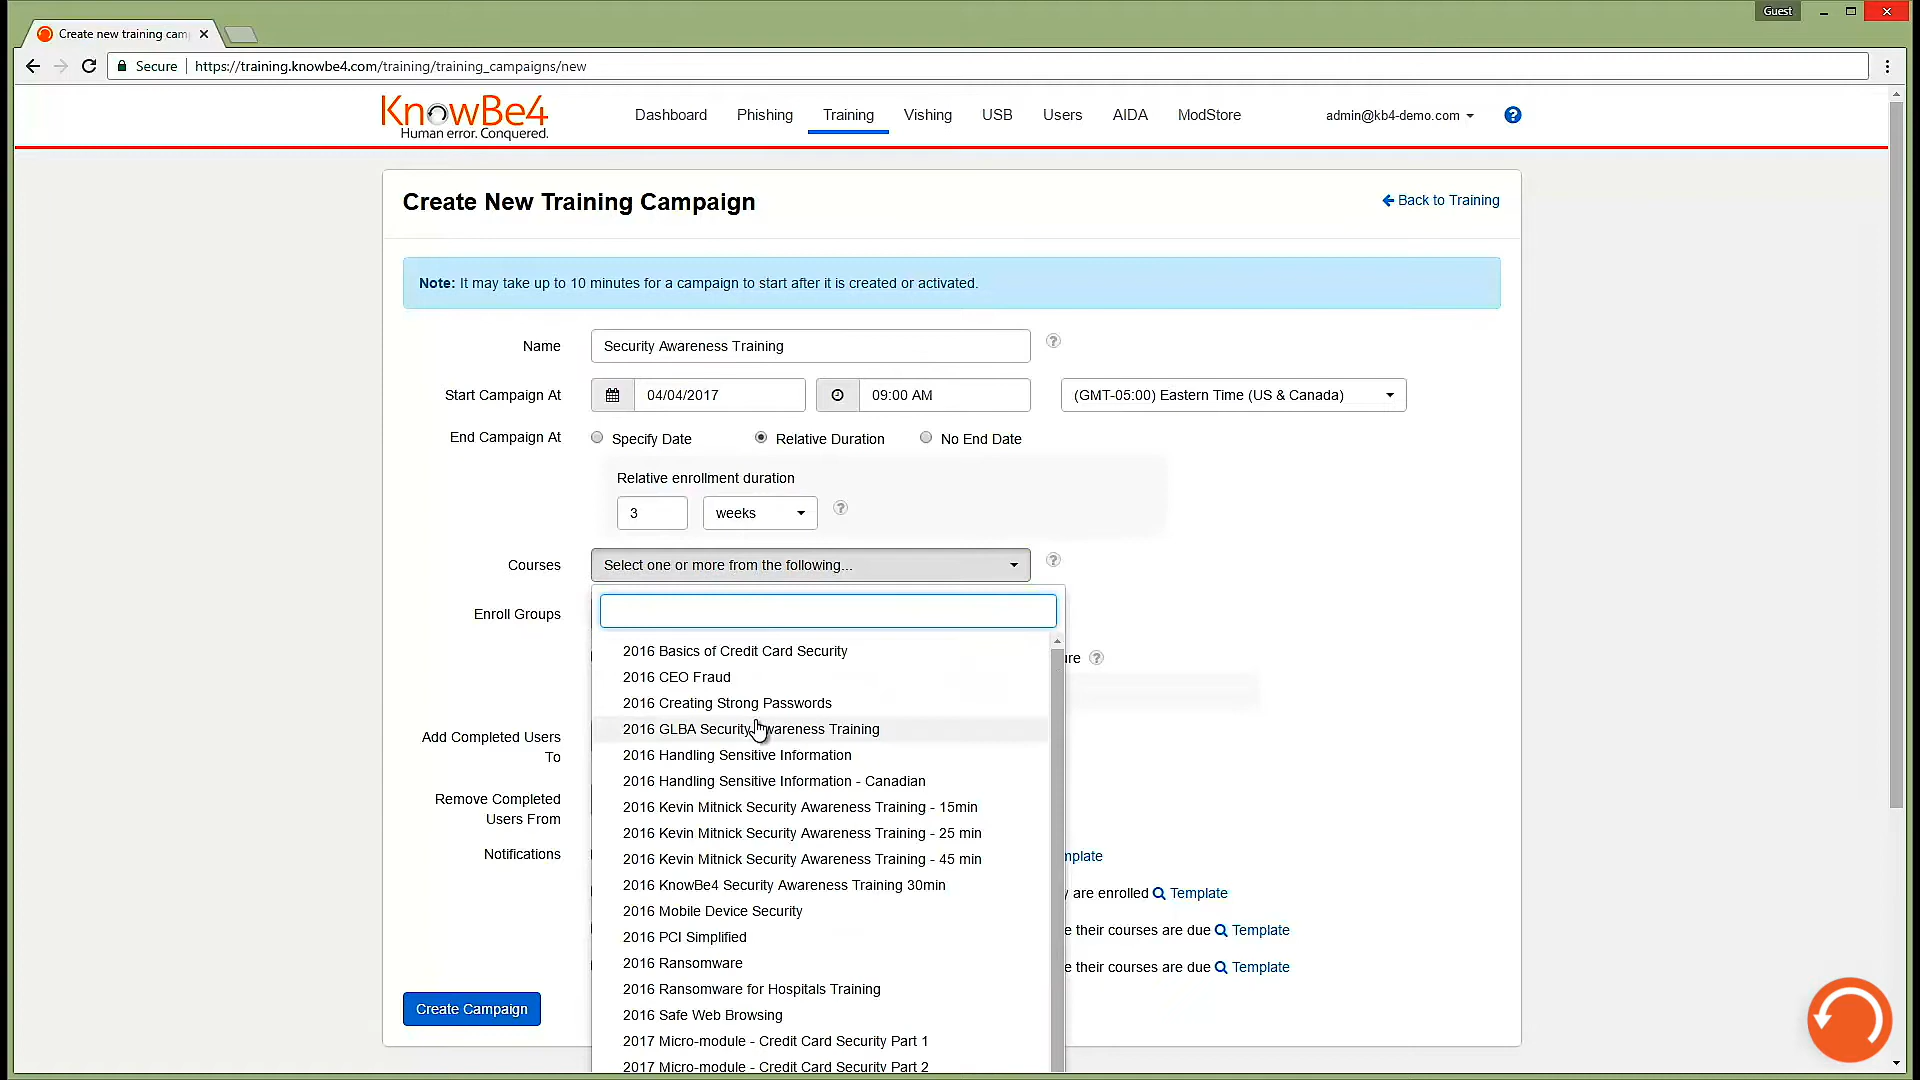 Guest
Create new training cam
Secure
https://training.knowbe4.com/training/training_campaigns/new
KnowBe4
Human error. Conquered.
Dashboard
Phishing
Training
Vishing
USB
Users
AIDA
ModStore
admin@kb4-demo.com
?
Create New Training Campaign
Back to Training
Note: It may take up to 10 minutes for a campaign to start after it is created or activated.
Name
Security Awareness Training
?
Start Campaign At
04/04/2017
09:00 AM
(GMT-05:00) Eastern Time (US & Canada)
End Campaign At
Specify Date
Relative Duration
No End Date
Relative enrollment duration
3
weeks
?
Courses
Select one or more from the following...
?
Enroll Groups
2016 Basics of Credit Card Security
ure ?
2016 CEO Fraud
2016 Creating Strong Passwords
2016 GLBA Security Awareness Training
Add Completed Users
To
2016 Handling Sensitive Information
2016 Handling Sensitive Information - Canadian
Remove Completed
Users From
2016 Kevin Mitnick Security Awareness Training - 15min
2016 Kevin Mitnick Security Awareness Training - 25 min
Notifications
2016 Kevin Mitnick Security Awareness Training - 45 min
mplate
2016 KnowBe4 Security Awareness Training 30min
y are enrolled Template
2016 Mobile Device Security
2016 PCI Simplified
e their courses are due Template
2016 Ransomware
e their courses are due Template
2016 Ransomware for Hospitals Training
2016 Safe Web Browsing
Create Campaign
2017 Micro-module - Credit Card Security Part 1
2017 Micro-module - Credit Card Security Part 2